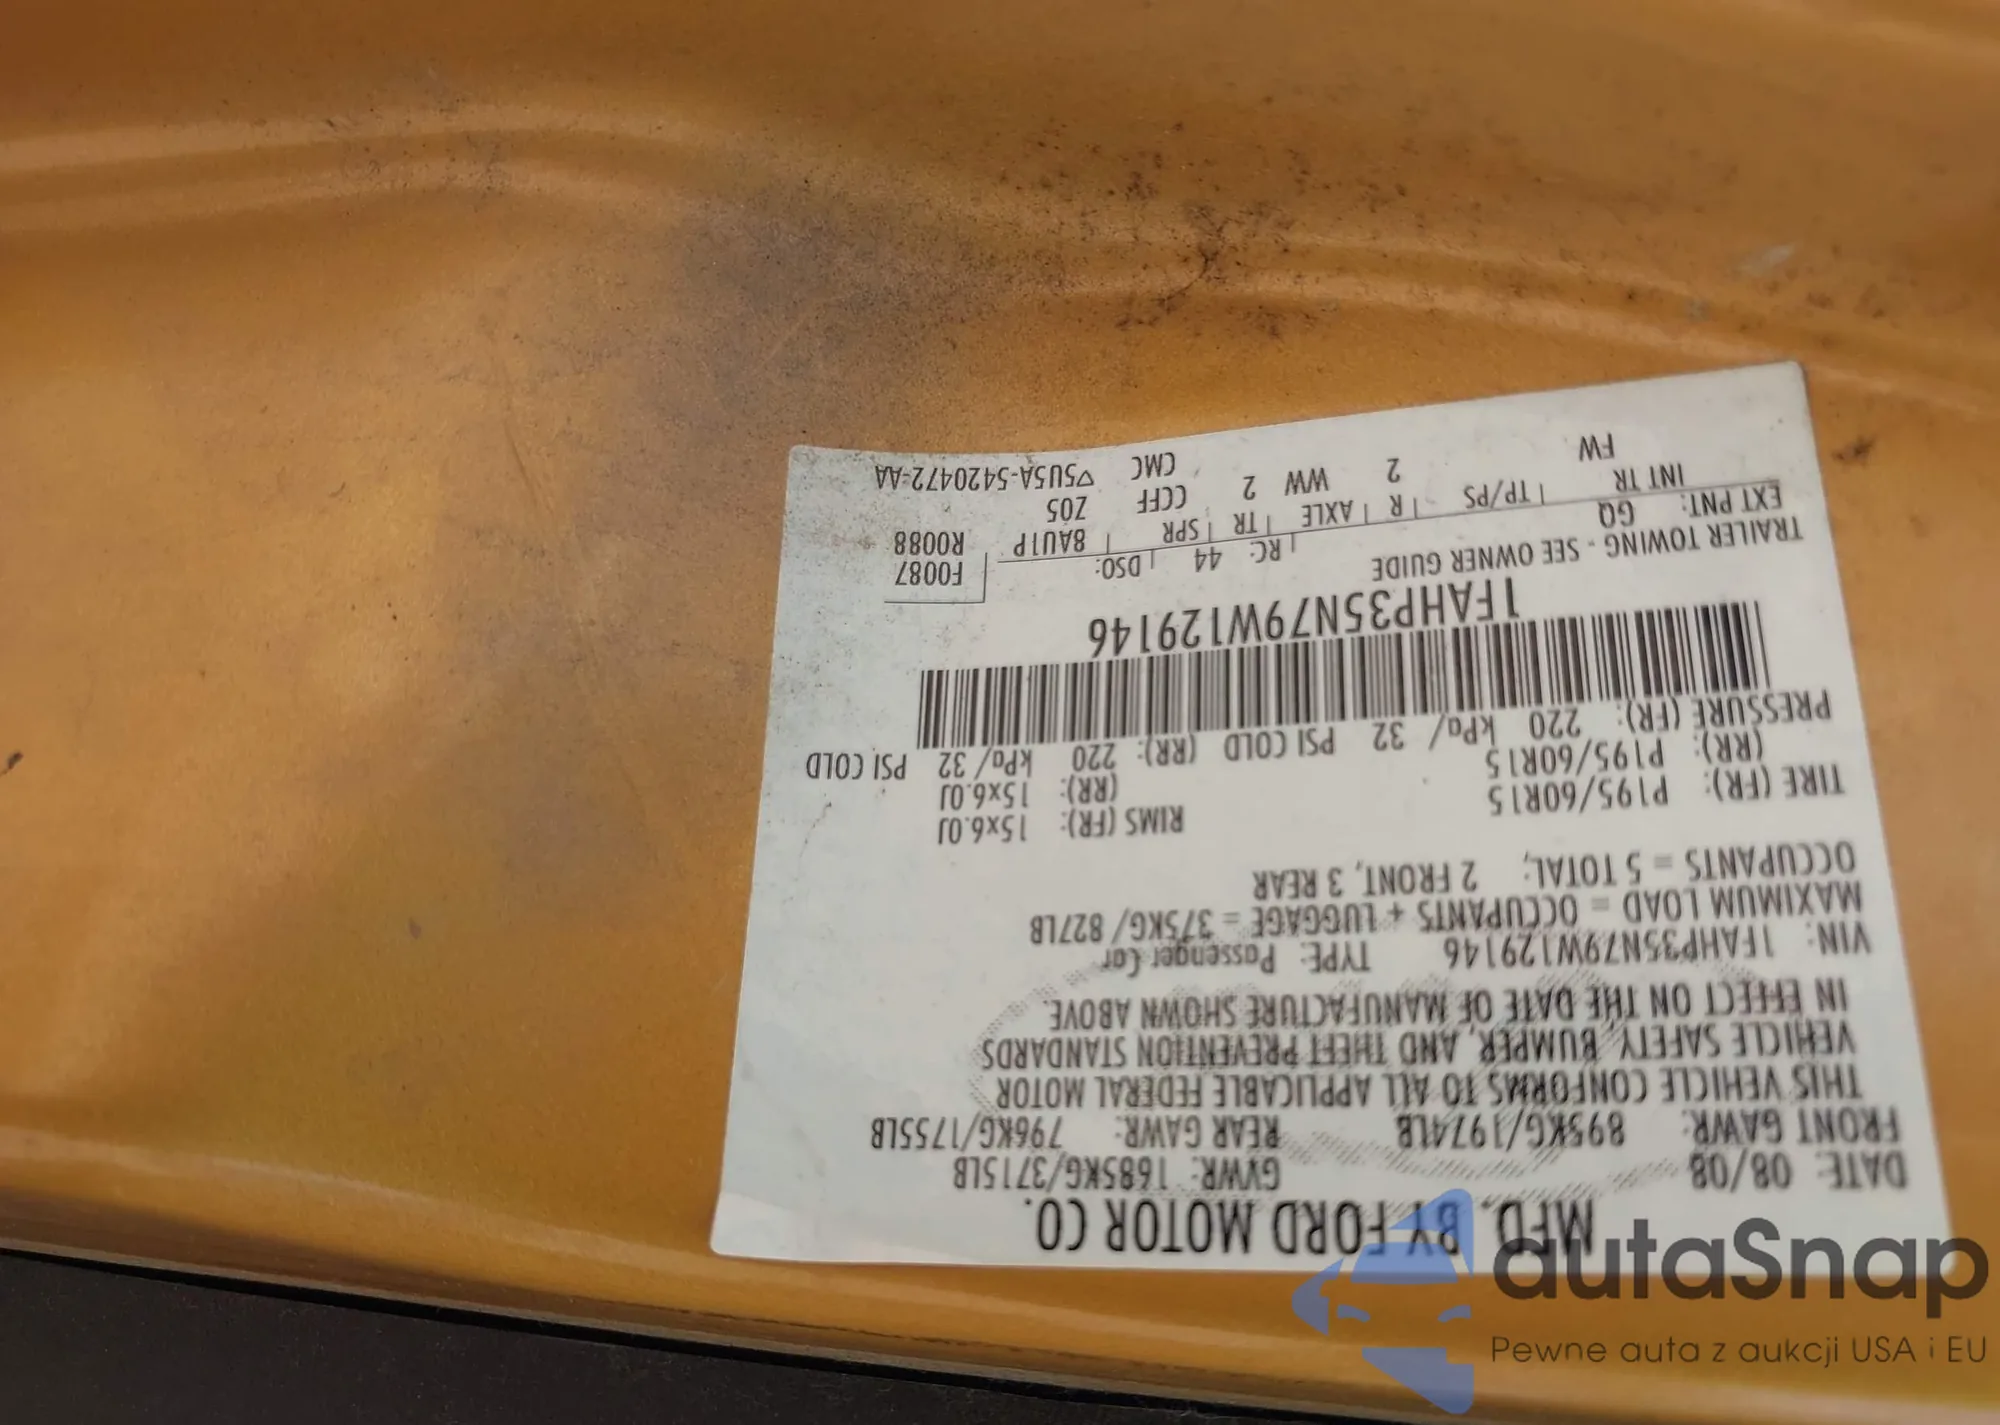 MFD. BY FORD MOTOR CO.
DATE: 08/08 GVWR: 1685KG/3715LB
FRONT GAWR: 895KG/1974LB REAR GAWR: 796KG/1755LB
THIS VEHICLE CONFORMS TO ALL APPLICABLE FEDERAL MOTOR
VEHICLE SAFETY, BUMPER, AND THEFT PREVENTION STANDARDS
IN EFFECT ON THE DATE OF MANUFACTURE SHOWN ABOVE.
VIN: 1FAHP35N79W129146 TYPE: Passenger Car
MAXIMUM LOAD = OCCUPANTS + LUGGAGE = 375KG/ 827LB
OCCUPANTS = 5 TOTAL; 2 FRONT, 3 REAR
TIRE (FR): P195/60R15 RIMS (FR): 15x6.0J
(RR): P195/60R15 (RR): 15x6.0J
PRESSURE (FR): 220 kPa/ 32 PSI COLD (RR): 220 kPa/ 32 PSI COLD
1FAHP35N79W129146
TRAILER TOWING - SEE OWNER GUIDE F0087
EXT PNT: GQ RC: 44 DSO: R0088
INT TR TP/PS R AXLE TR SPR 8AU1P
FW 2 WW 2 CCFF Z05
CMC ▽5U5A-5420472-AA
autaSnap
Pewne auta z aukcji USA i EU